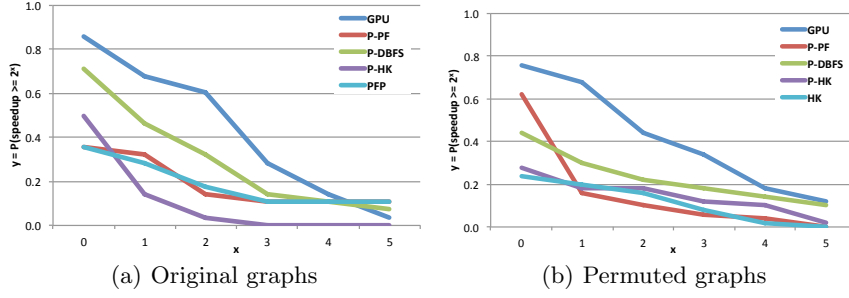 1.0
0.8
0.6
0.4
0.2
0.0
y = P(speedup >= 2ˣ)
GPU
P-PF
P-DBFS
P-HK
PFP
0 1 2 3 4 5
x
(a) Original graphs
1.0
0.8
0.6
0.4
0.2
0.0
y = P(speedup >= 2ˣ)
GPU
P-PF
P-DBFS
P-HK
HK
0 1 2 3 4 5
x
(b) Permuted graphs